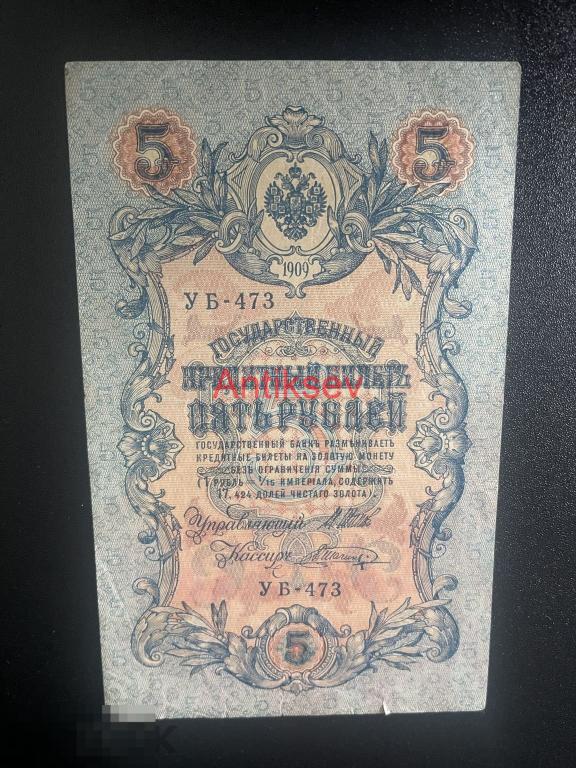 5 5
1909
УБ-473
ГОСУДАРСТВЕННЫЙ
КРЕДИТНЫЙ БИЛЕТЪ
Antiksev
ПЯТЬ РУБЛЕЙ
ГОСУДАРСТВЕННЫЙ БАНКЪ РАЗМѢНИВАЕТЪ
КРЕДИТНЫЕ БИЛЕТЫ НА ЗОЛОТУЮ МОНЕТУ
БЕЗЪ ОГРАНИЧЕНІЯ СУММЫ
(1 РУБЛЬ = 1/15 ИМПЕРІАЛА, СОДЕРЖИТЪ
17,424 ДОЛЕЙ ЧИСТАГО ЗОЛОТА).
Управляющій
Кассиръ
УБ-473
5